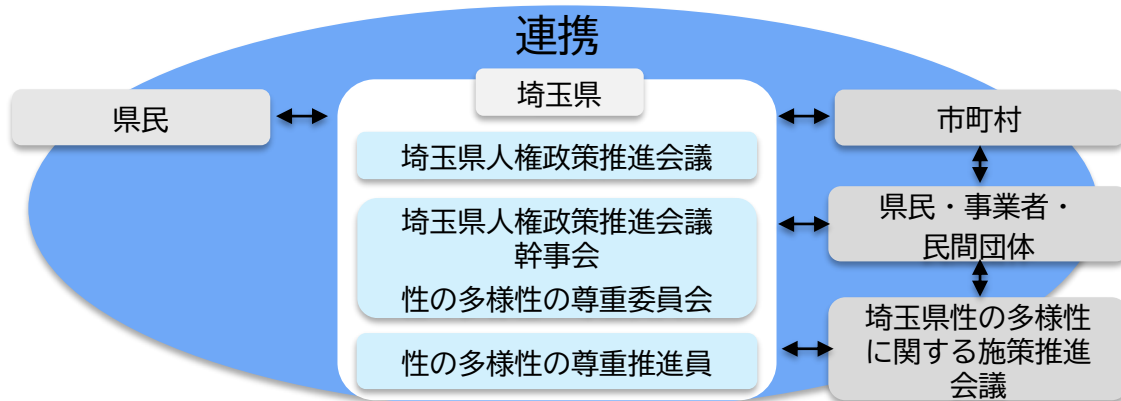 連携
埼玉県
県民
市町村
埼玉県人権政策推進会議
埼玉県人権政策推進会議
幹事会
性の多様性の尊重委員会
県民・事業者・
民間団体
性の多様性の尊重推進員
埼玉県性の多様性
に関する施策推進
会議